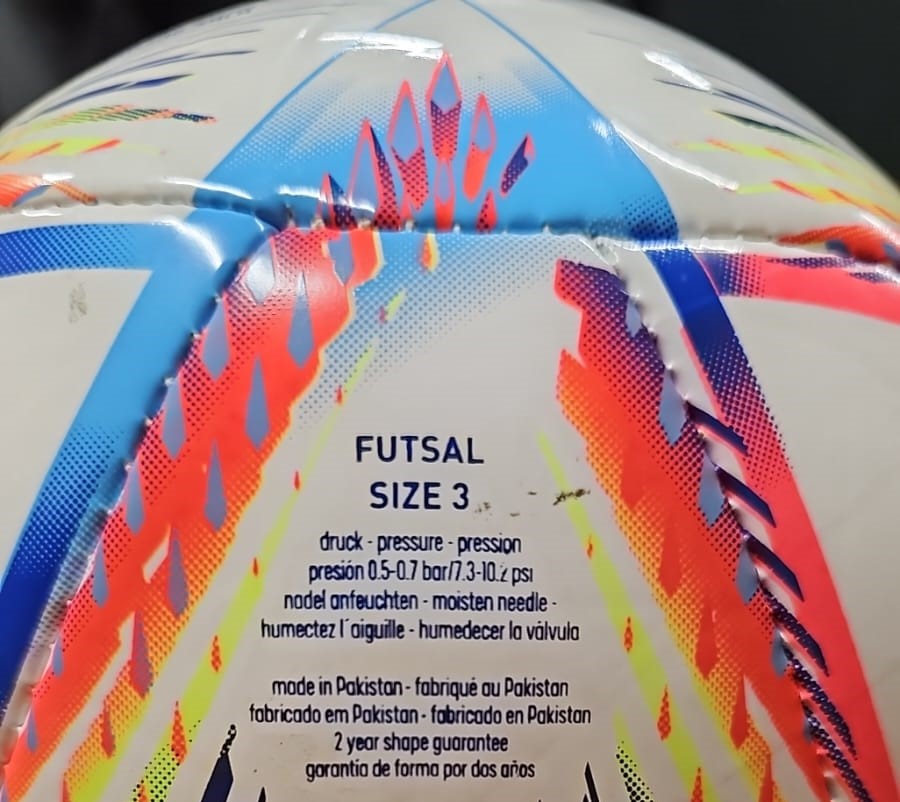 FUTSAL
SIZE 3
druck - pressure - pression
presión 0.5-0.7 bar/7.3-10.2 psi
nadel anfeuchten - moisten needle -
humectez l´aiguille - humedecer la válvula
made in Pakistan - fabriqué au Pakistan
fabricado em Pakistan - fabricado en Pakistan
2 year shape guarantee
garantia de forma por dos años